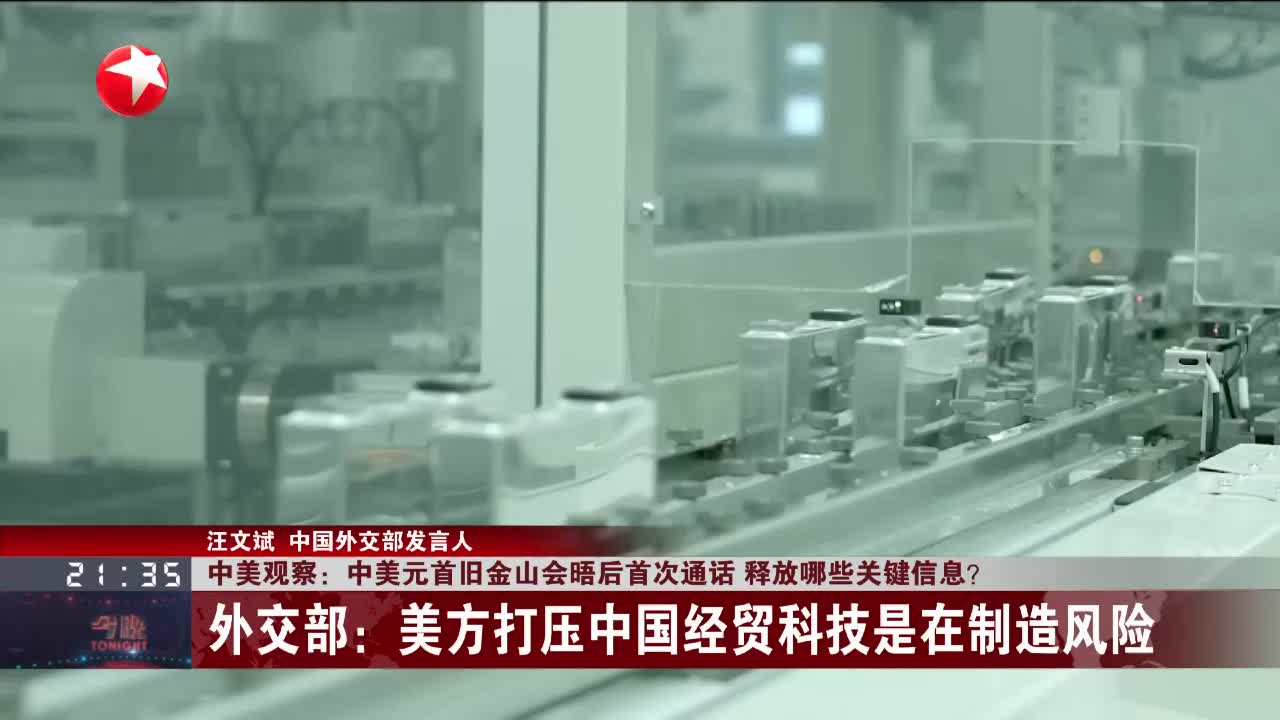 汪文斌 中国外交部发言人
21:35
中美观察：中美元首旧金山会晤后首次通话 释放哪些关键信息？
今晚
TONIGHT
外交部：美方打压中国经贸科技是在制造风险